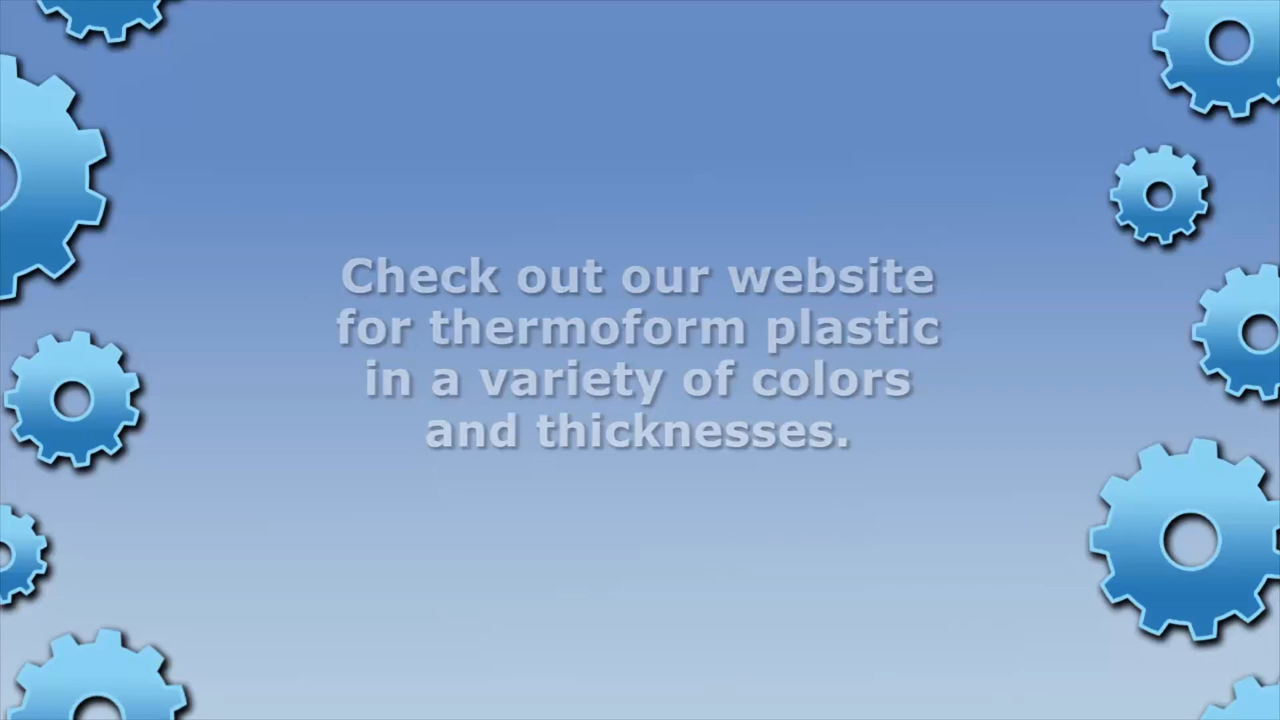 Check out our website
for thermoform plastic
in a variety of colors
and thicknesses.